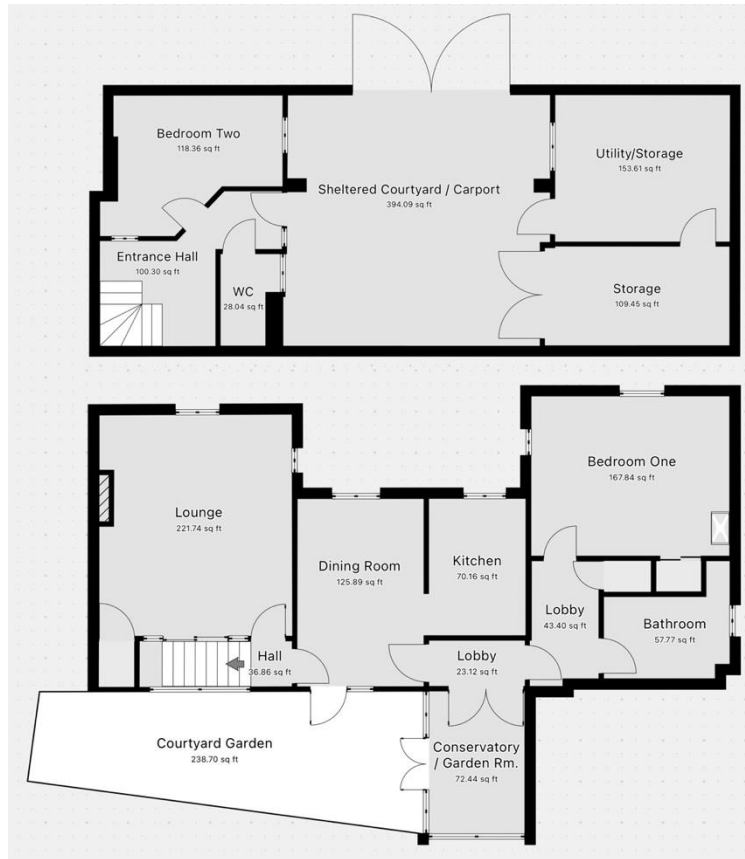 Bedroom Two
118.36 sq ft
Sheltered Courtyard / Carport
394.09 sq ft
Utility/Storage
153.61 sq ft
Entrance Hall
100.30 sq ft
WC
28.04 sq ft
Storage
109.45 sq ft
Lounge
221.74 sq ft
Bedroom One
167.84 sq ft
Dining Room
125.89 sq ft
Kitchen
70.16 sq ft
Lobby
43.40 sq ft
Bathroom
57.77 sq ft
Hall
36.86 sq ft
Lobby
23.12 sq ft
Courtyard Garden
238.70 sq ft
Conservatory
/ Garden Rm.
72.44 sq ft